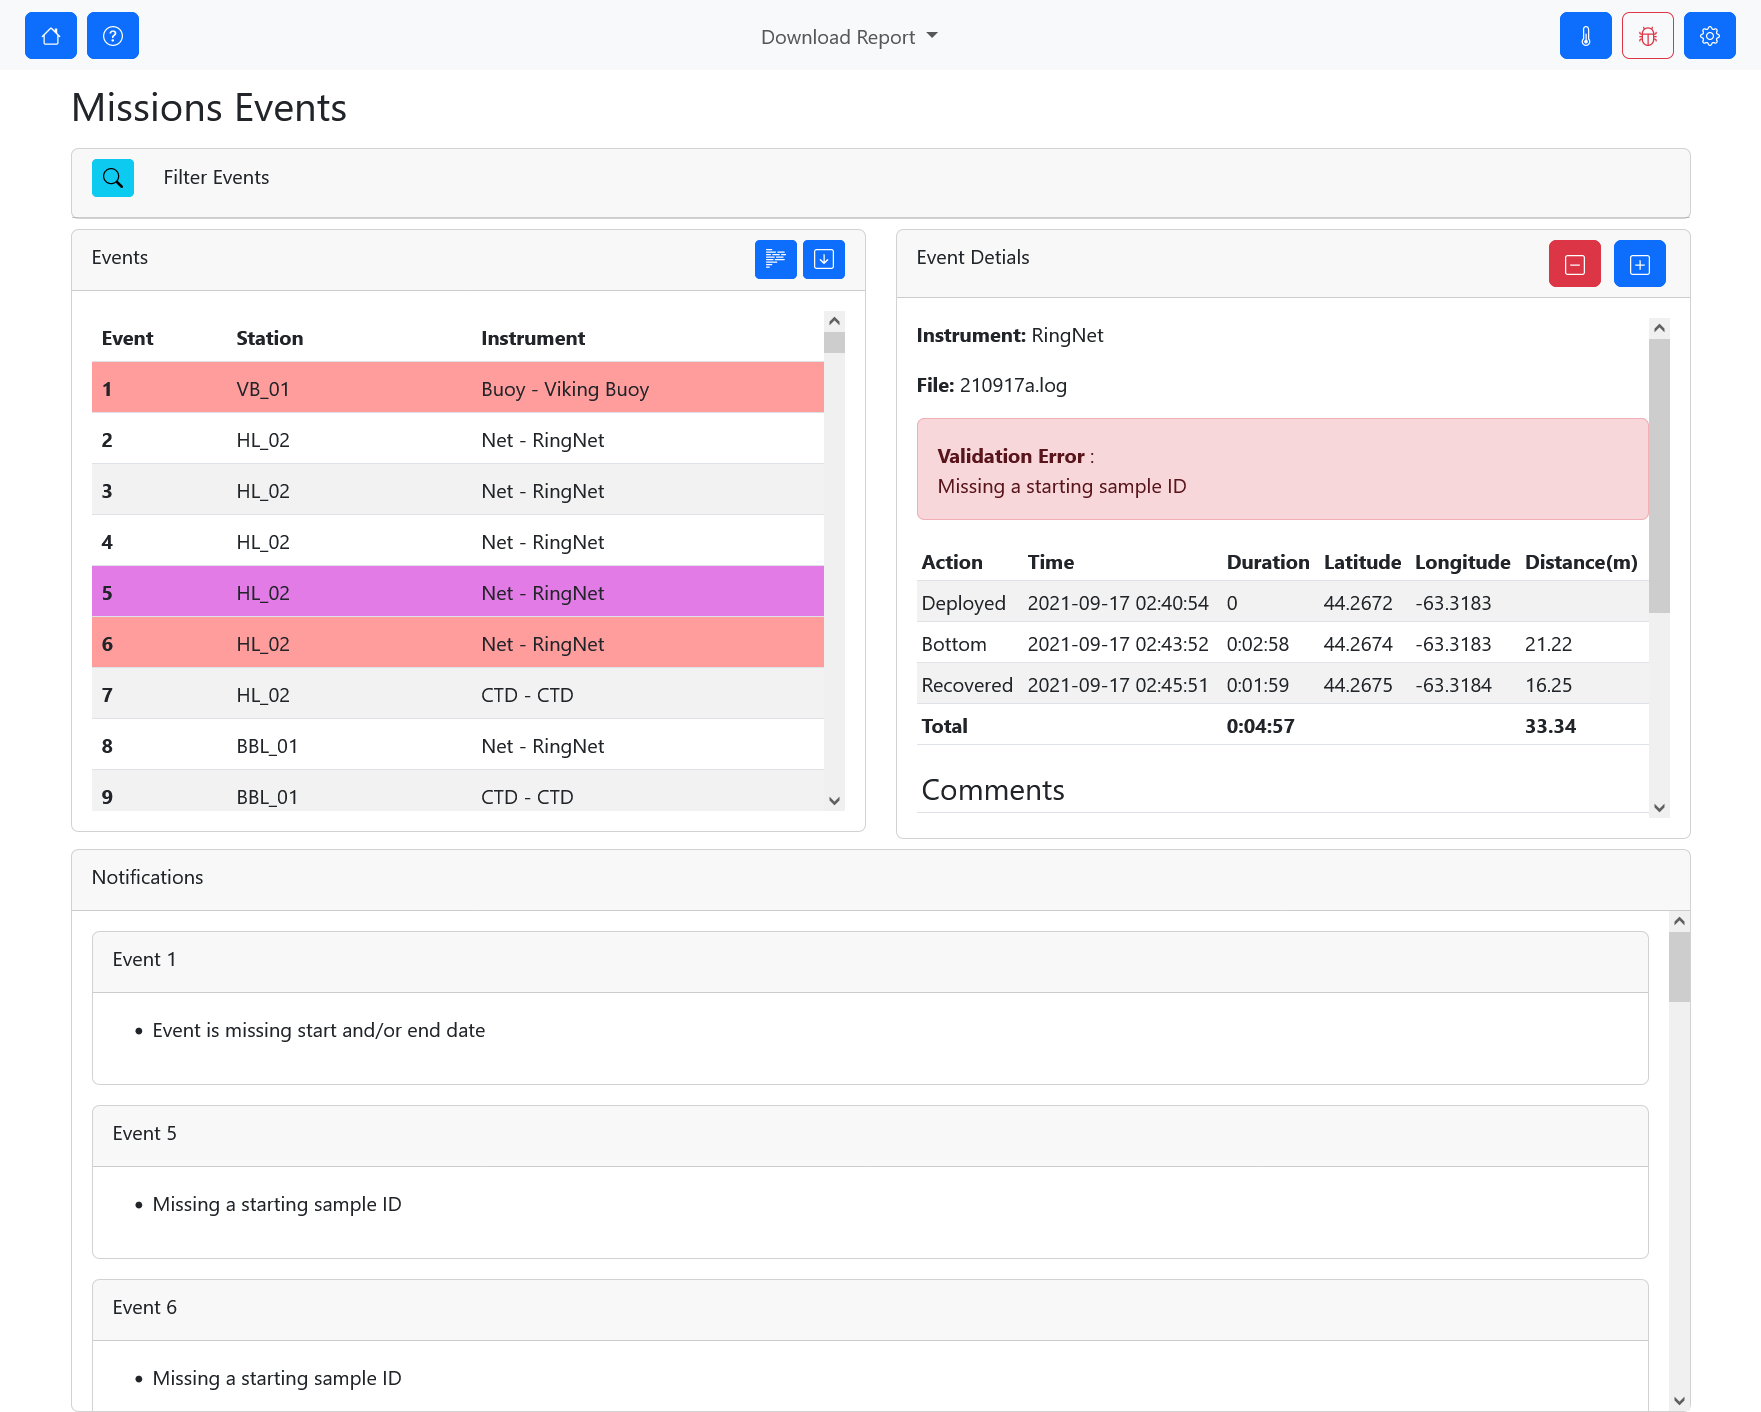 Download Report
Missions Events
Filter Events
Events
Event Station Instrument
1 VB_01 Buoy - Viking Buoy
2 HL_02 Net - RingNet
3 HL_02 Net - RingNet
4 HL_02 Net - RingNet
5 HL_02 Net - RingNet
6 HL_02 Net - RingNet
7 HL_02 CTD - CTD
8 BBL_01 Net - RingNet
9 BBL_01 CTD - CTD
Event Detials
Instrument: RingNet
File: 210917a.log
Validation Error :
Missing a starting sample ID
Action Time Duration Latitude Longitude Distance(m)
Deployed 2021-09-17 02:40:54 0 44.2672 -63.3183
Bottom 2021-09-17 02:43:52 0:02:58 44.2674 -63.3183 21.22
Recovered 2021-09-17 02:45:51 0:01:59 44.2675 -63.3184 16.25
Total 0:04:57 33.34
Comments
Notifications
Event 1
• Event is missing start and/or end date
Event 5
• Missing a starting sample ID
Event 6
• Missing a starting sample ID